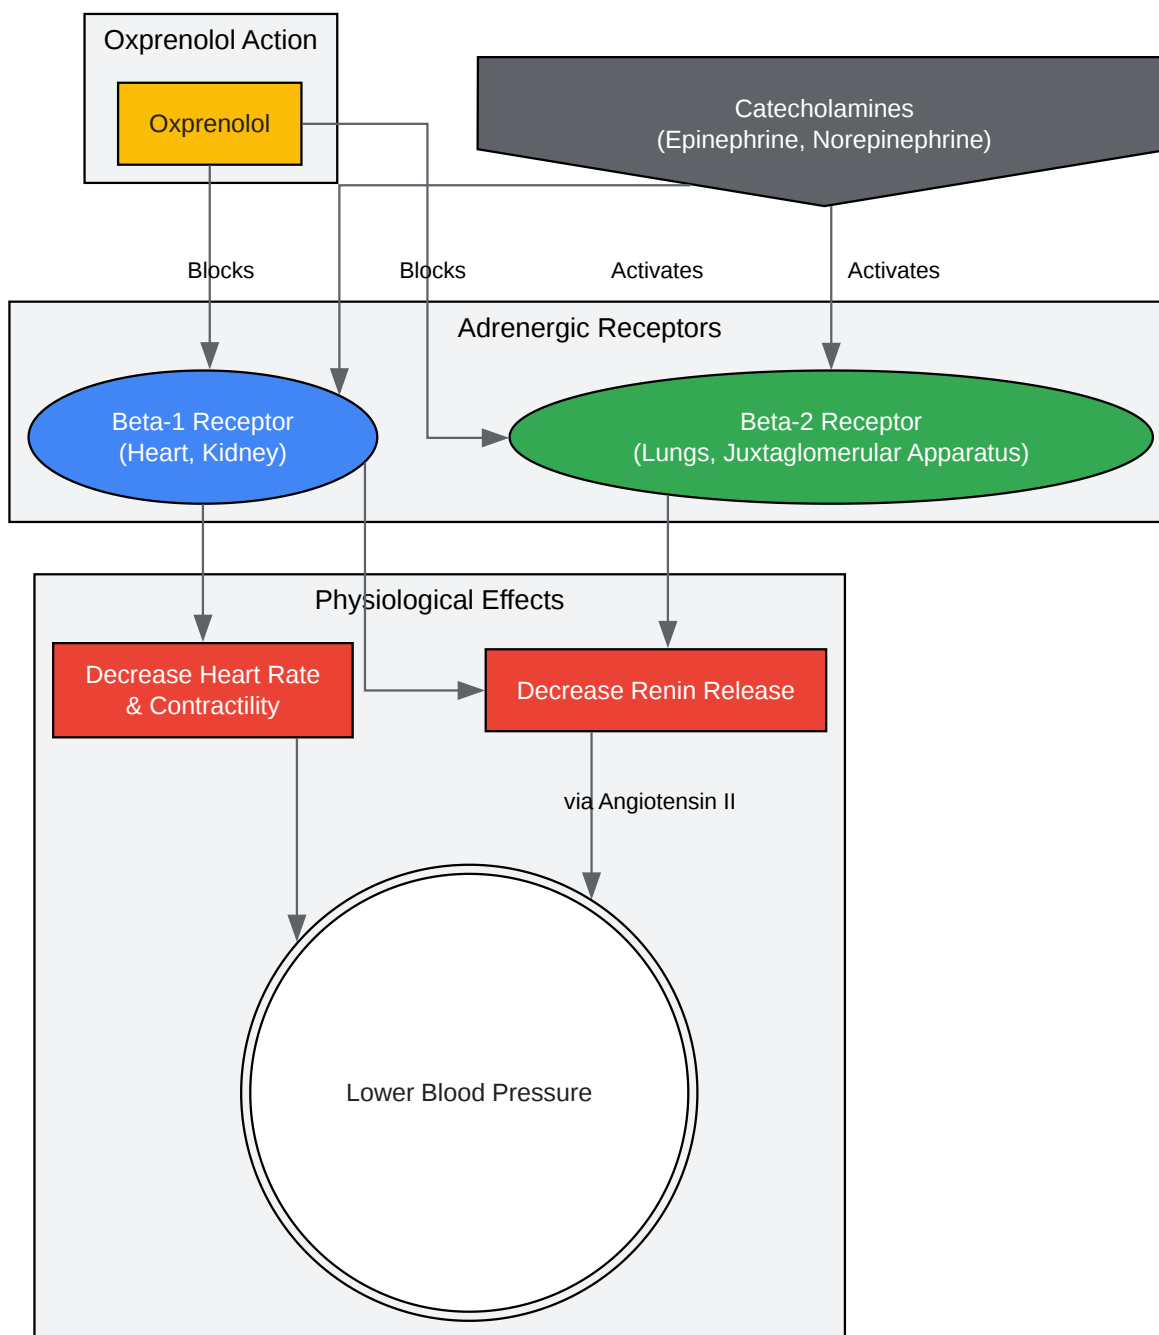 Oxprenolol Action
Oxprenolol
Catecholamines
(Epinephrine, Norepinephrine)
Blocks
Blocks
Activates
Activates
Adrenergic Receptors
Beta-1 Receptor
(Heart, Kidney)
Beta-2 Receptor
(Lungs, Juxtaglomerular Apparatus)
Physiological Effects
Decrease Heart Rate
& Contractility
Decrease Renin Release
via Angiotensin II
Lower Blood Pressure